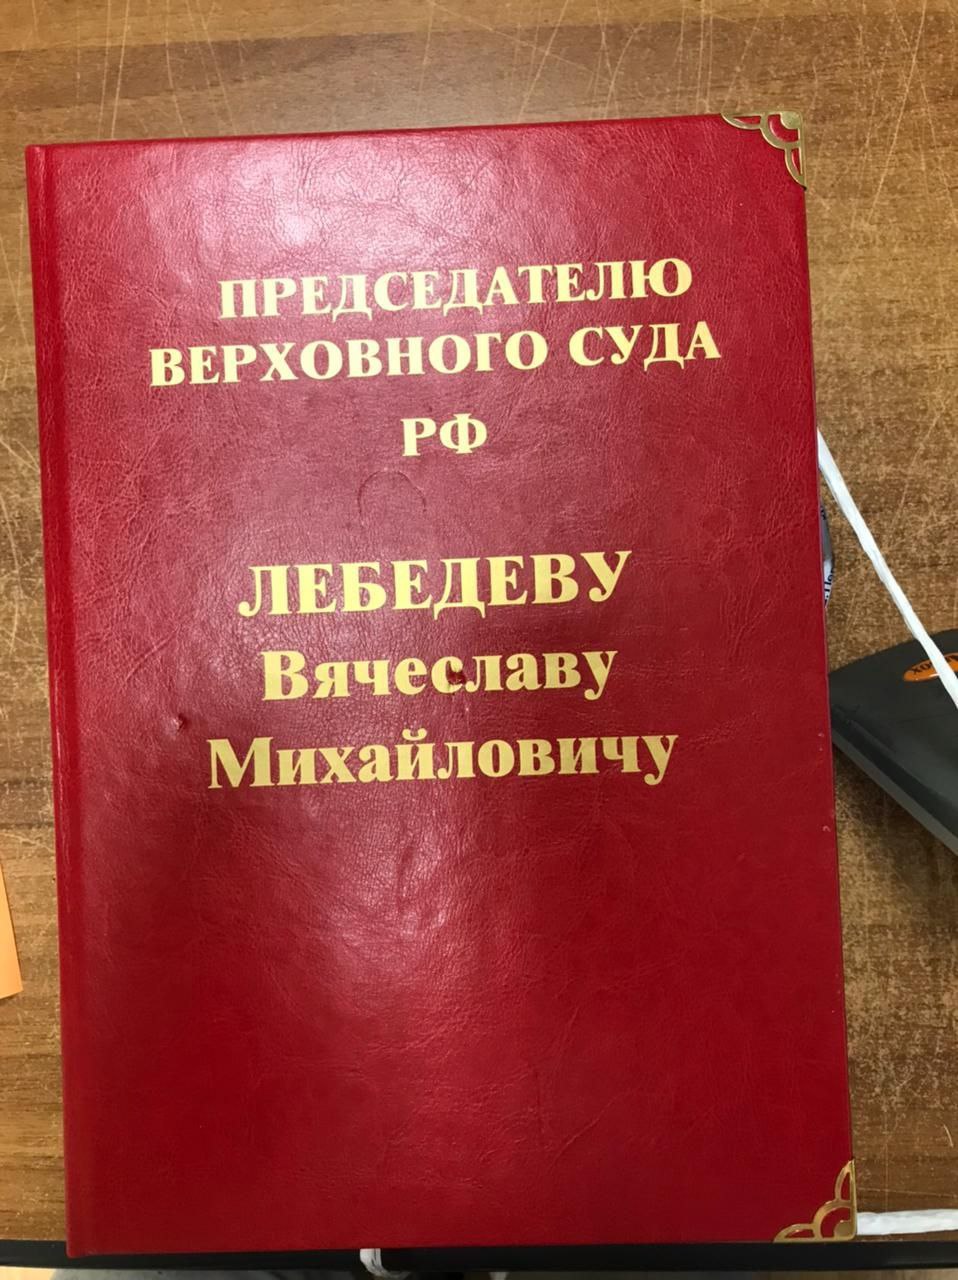 ПРЕДСЕДАТЕЛЮ
ВЕРХОВНОГО СУДА
РФ
ЛЕБЕДЕВУ
Вячеславу
Михайловичу